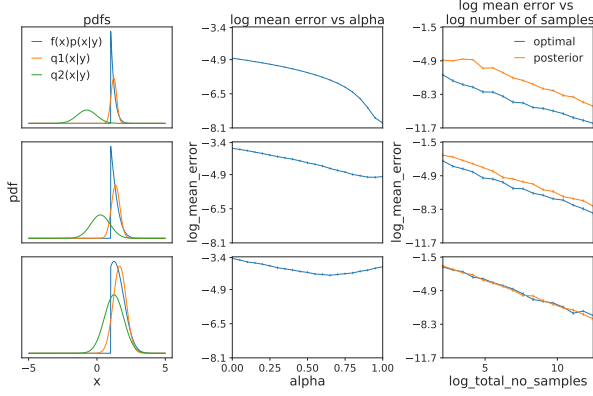 pdfs
log mean error vs alpha
log mean error vs
log number of samples
f(x)p(x|y)
q1(x|y)
q2(x|y)
−3.4
−4.9
−6.5
−8.1
−1.5
−4.9
−8.3
−11.7
optimal
posterior
pdf
log_mean_error
−3.4
−4.9
−6.5
−8.1
log_mean_error
−1.5
−4.9
−8.3
−11.7
−3.4
−4.9
−6.5
−8.1
−1.5
−4.9
−8.3
−11.7
−5 0 5
0.00 0.25 0.50 0.75 1.00
5 10
x
alpha
log_total_no_samples